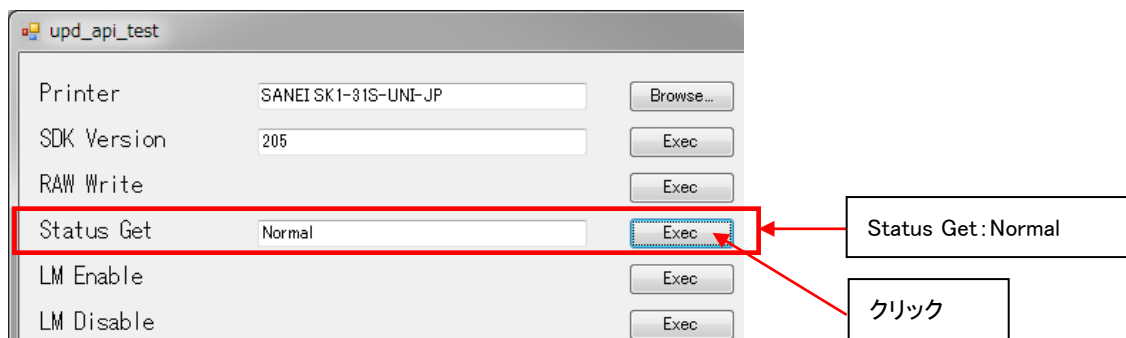 upd_api_test
Printer
SANEI SK1-31S-UNI-JP
Browse...
SDK Version
205
Exec
RAW Write
Exec
Status Get
Normal
Exec
Status Get：Normal
LM Enable
Exec
クリック
LM Disable
Exec